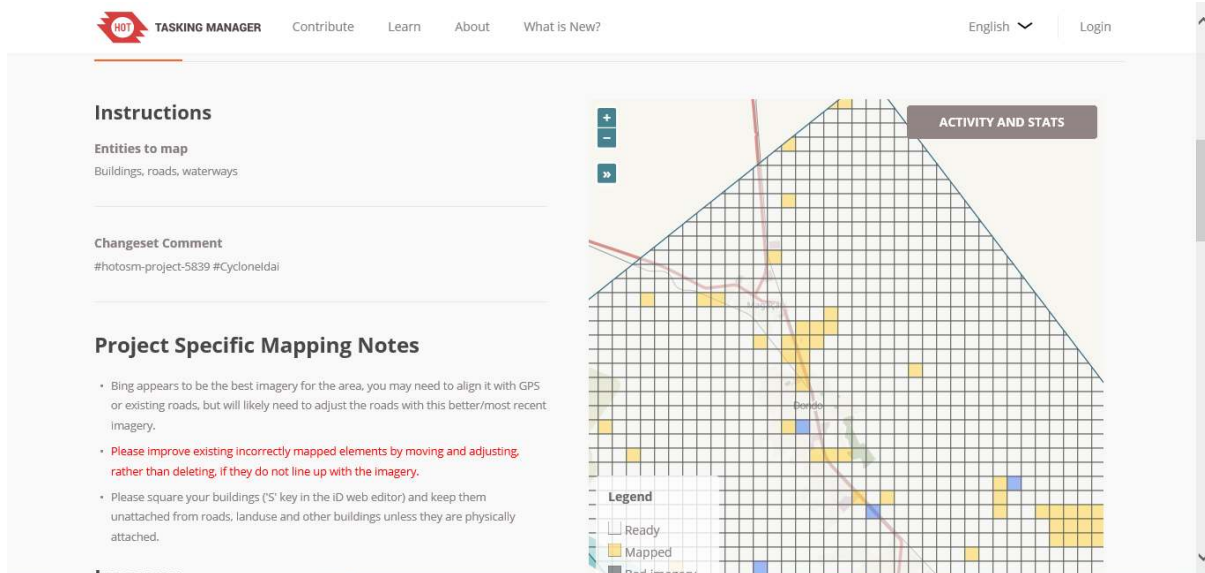 HOT TASKING MANAGER Contribute Learn About What is New? English Login
Instructions
Entities to map
Buildings, roads, waterways
Changeset Comment
#hotosm-project-5839 #CycloneIdai
Project Specific Mapping Notes
• Bing appears to be the best imagery for the area, you may need to align it with GPS
or existing roads, but will likely need to adjust the roads with this better/most recent
imagery.
• Please improve existing incorrectly mapped elements by moving and adjusting,
rather than deleting, if they do not line up with the imagery.
• Please square your buildings ('S' key in the iD web editor) and keep them
unattached from roads, landuse and other buildings unless they are physically
attached.
+
−
»
ACTIVITY AND STATS
Dondo
Legend
Ready
Mapped
Bad imagery